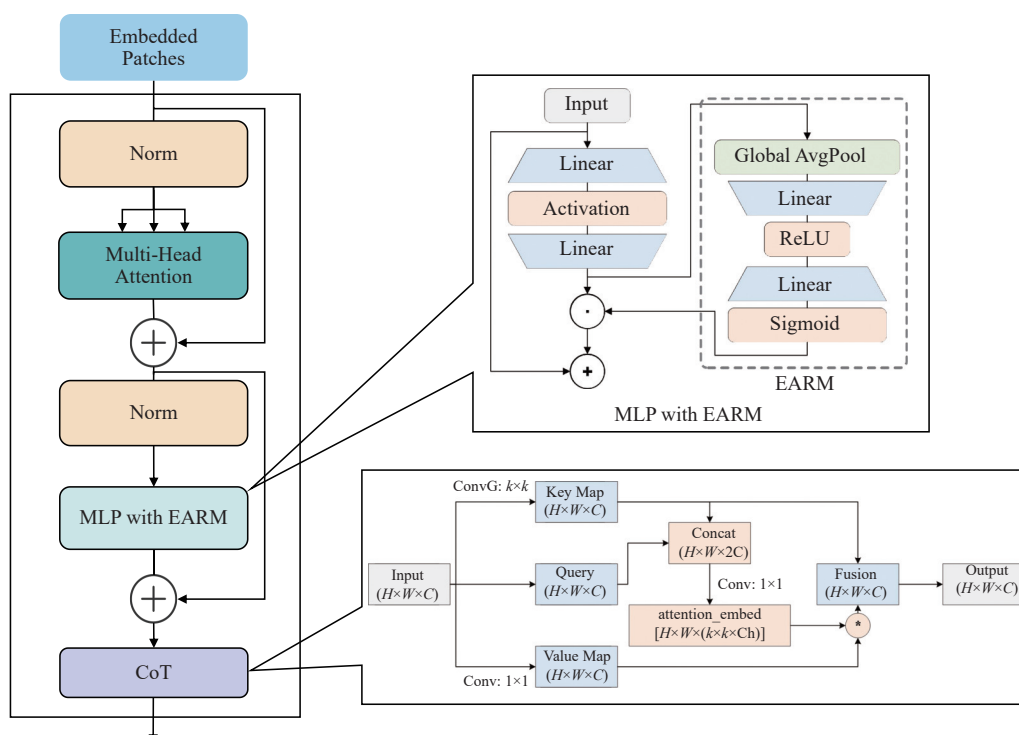 Embedded
Patches
Norm
Multi-Head
Attention
Norm
MLP with EARM
CoT
Input
Linear
Activation
Linear
·
+
MLP with EARM
Global AvgPool
Linear
ReLU
Linear
Sigmoid
EARM
Input
(H×W×C)
ConvG: k×k
Key Map
(H×W×C)
Query
(H×W×C)
Conv: 1×1
Value Map
(H×W×C)
Concat
(H×W×2C)
Conv: 1×1
attention_embed
[H×W×(k×k×Ch)]
*
Fusion
(H×W×C)
Output
(H×W×C)